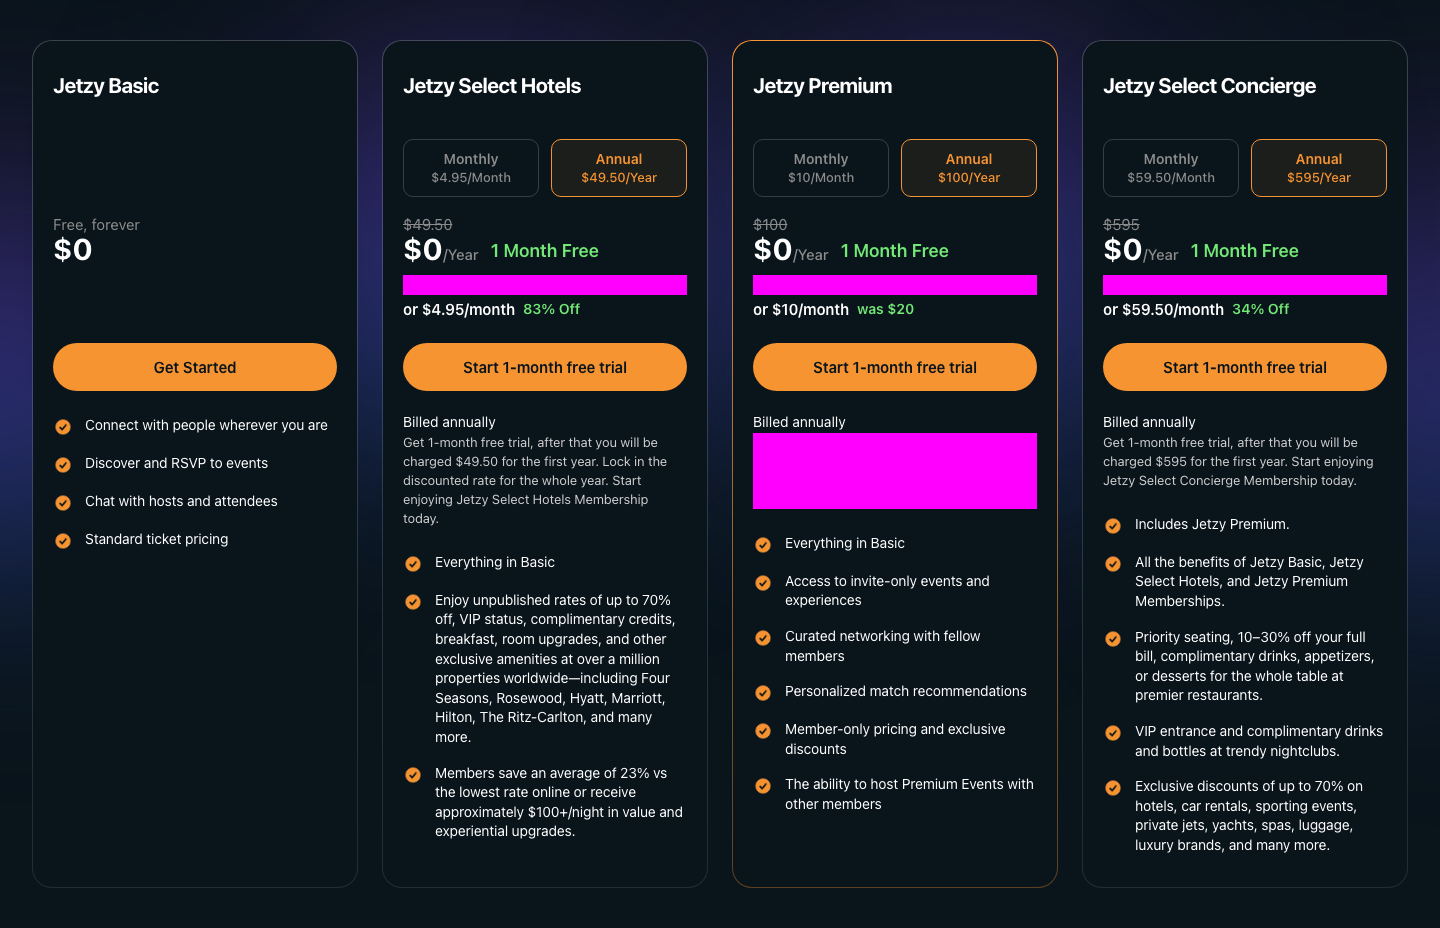 Jetzy Basic
Free, forever
$0
Get Started
Connect with people wherever you are
Discover and RSVP to events
Chat with hosts and attendees
Standard ticket pricing
Jetzy Select Hotels
Monthly
$4.95/Month
Annual
$49.50/Year
$49.50
$0/Year 1 Month Free
or $4.95/month 83% Off
Start 1-month free trial
Billed annually
Get 1-month free trial, after that you will be
charged $49.50 for the first year. Lock in the
discounted rate for the whole year. Start
enjoying Jetzy Select Hotels Membership
today.
Everything in Basic
Enjoy unpublished rates of up to 70%
off, VIP status, complimentary credits,
breakfast, room upgrades, and other
exclusive amenities at over a million
properties worldwide—including Four
Seasons, Rosewood, Hyatt, Marriott,
Hilton, The Ritz-Carlton, and many
more.
Members save an average of 23% vs
the lowest rate online or receive
approximately $100+/night in value and
experiential upgrades.
Jetzy Premium
Monthly
$10/Month
Annual
$100/Year
$100
$0/Year 1 Month Free
or $10/month was $20
Start 1-month free trial
Billed annually
Everything in Basic
Access to invite-only events and
experiences
Curated networking with fellow
members
Personalized match recommendations
Member-only pricing and exclusive
discounts
The ability to host Premium Events with
other members
Jetzy Select Concierge
Monthly
$59.50/Month
Annual
$595/Year
$595
$0/Year 1 Month Free
or $59.50/month 34% Off
Start 1-month free trial
Billed annually
Get 1-month free trial, after that you will be
charged $595 for the first year. Start enjoying
Jetzy Select Concierge Membership today.
Includes Jetzy Premium.
All the benefits of Jetzy Basic, Jetzy
Select Hotels, and Jetzy Premium
Memberships.
Priority seating, 10–30% off your full
bill, complimentary drinks, appetizers,
or desserts for the whole table at
premier restaurants.
VIP entrance and complimentary drinks
and bottles at trendy nightclubs.
Exclusive discounts of up to 70% on
hotels, car rentals, sporting events,
private jets, yachts, spas, luggage,
luxury brands, and many more.